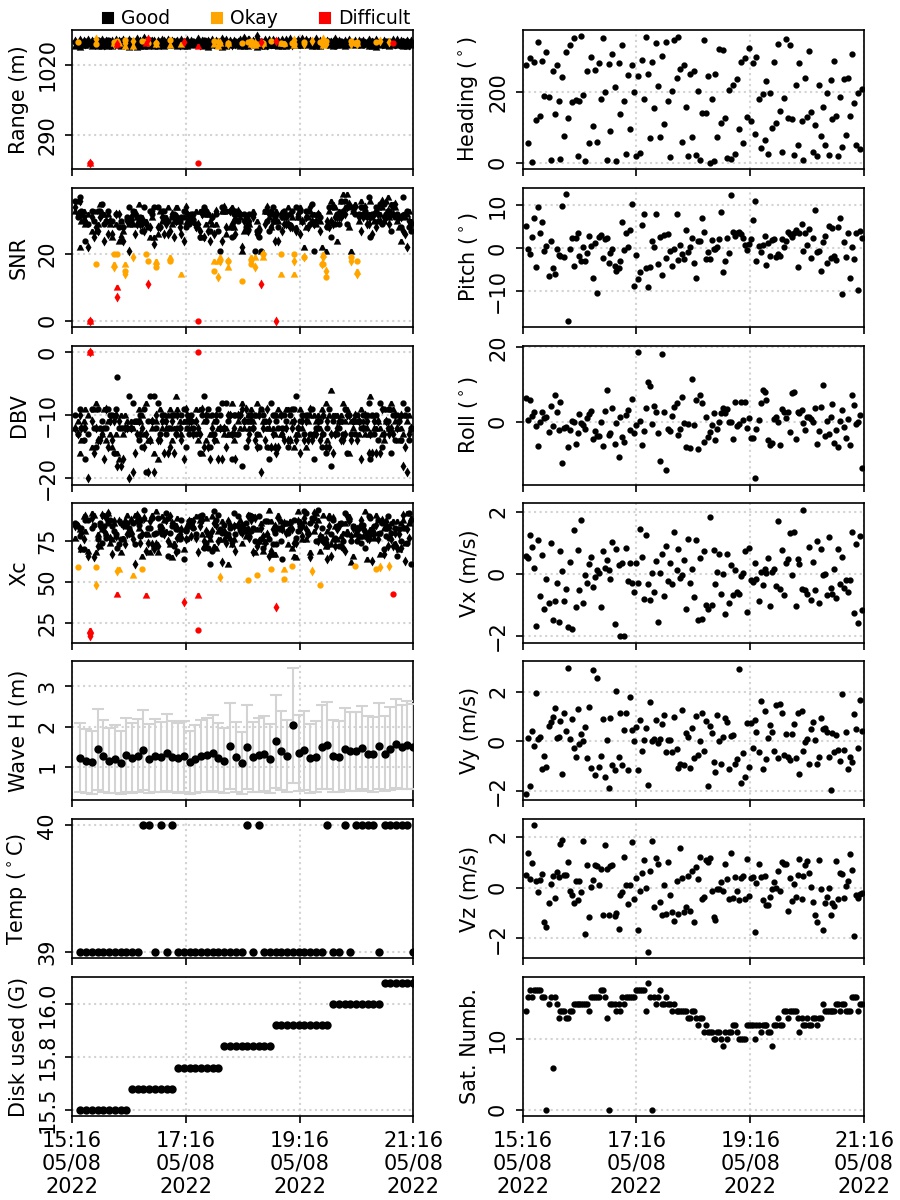 Good Okay Difficult
Range (m)
1020
290
Heading (°)
200
0
SNR
20
0
Pitch (°)
10
0
−10
DBV
0
−10
−20
Roll (°)
20
0
Xc
75
50
25
Vx (m/s)
2
0
−2
Wave H (m)
3
2
1
Vy (m/s)
2
0
−2
Temp (°C)
40
39
Vz (m/s)
2
0
−2
Disk used (G)
16.0
15.8
15.5
Sat. Numb.
10
0
15:16 17:16 19:16 21:16
05/08 05/08 05/08 05/08
2022 2022 2022 2022
15:16 17:16 19:16 21:16
05/08 05/08 05/08 05/08
2022 2022 2022 2022